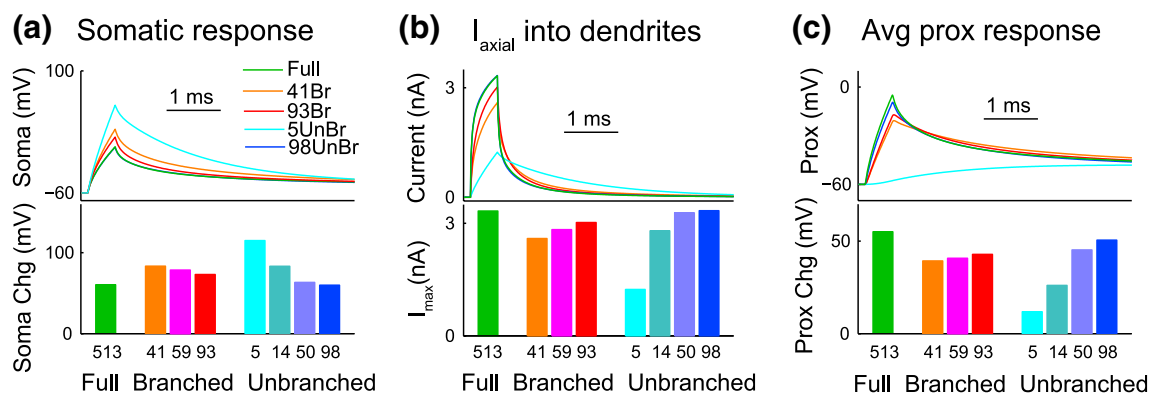 (a) Somatic response
100
Soma (mV)
−60
Full
41Br
93Br
5UnBr
98UnBr
1 ms
Soma Chg (mV)
100
0
513 41 59 93 5 14 50 98
Full Branched Unbranched
(b) I axial into dendrites
3
Current (nA)
0
1 ms
3
I max (nA)
0
513 41 59 93 5 14 50 98
Full Branched Unbranched
(c) Avg prox response
0
Prox (mV)
−60
1 ms
Prox Chg (mV)
50
0
513 41 59 93 5 14 50 98
Full Branched Unbranched